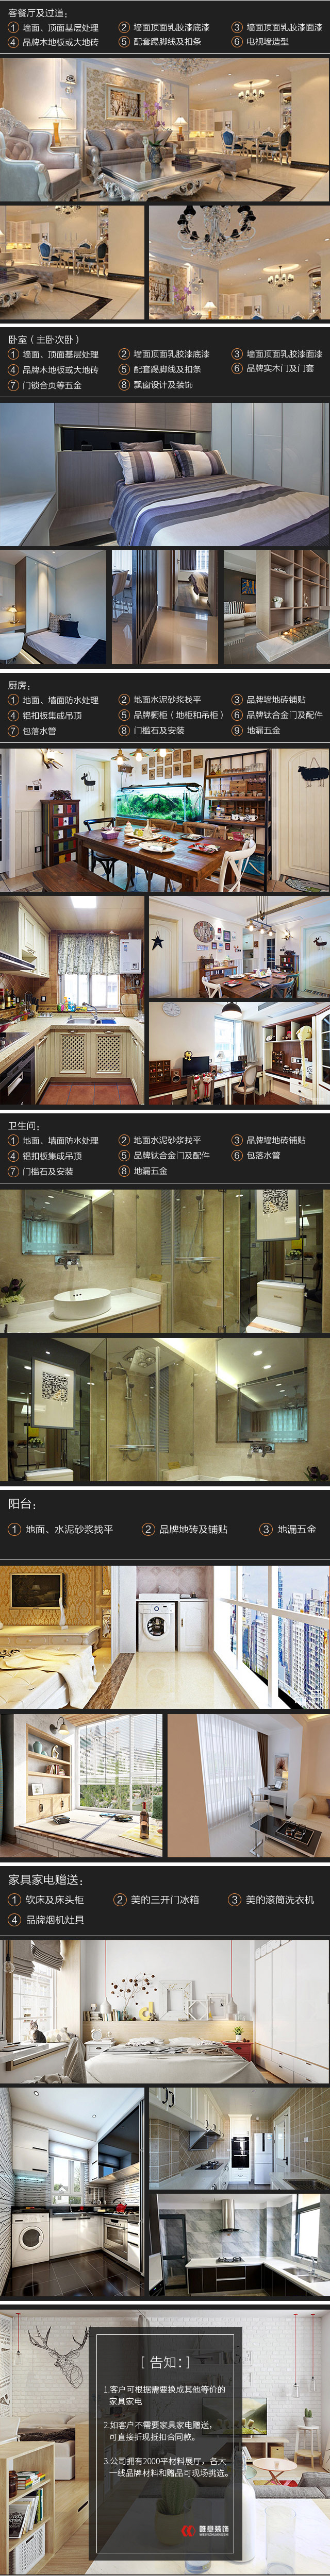 客餐厅及过道：
① 墙面、顶面基层处理 ② 墙面顶面乳胶漆底漆 ③ 墙面顶面乳胶漆面漆
④ 品牌木地板或大地砖 ⑤ 配套踢脚线及扣条 ⑥ 电视墙造型
卧室（主卧次卧）
① 墙面、顶面基层处理 ② 墙面顶面乳胶漆底漆 ③ 墙面顶面乳胶漆面漆
④ 品牌木地板或大地砖 ⑤ 配套踢脚线及扣条 ⑥ 品牌实木门及门套
⑦ 门锁合页等五金 ⑧ 飘窗设计及装饰
厨房：
① 地面、墙面防水处理 ② 地面水泥砂浆找平 ③ 品牌墙地砖铺贴
④ 铝扣板集成吊顶 ⑤ 品牌橱柜（地柜和吊柜） ⑥ 品牌钛合金门及配件
⑦ 包落水管 ⑧ 门槛石及安装 ⑨ 地漏五金
卫生间：
① 地面、墙面防水处理 ② 地面水泥砂浆找平 ③ 品牌墙地砖铺贴
④ 铝扣板集成吊顶 ⑤ 品牌钛合金门及配件 ⑥ 包落水管
⑦ 门槛石及安装 ⑧ 地漏五金
阳台：
① 地面、水泥砂浆找平 ② 品牌地砖及铺贴 ③ 地漏五金
家具家电赠送：
① 软床及床头柜 ② 美的三开门冰箱 ③ 美的滚筒洗衣机
④ 品牌烟机灶具
［ 告知：］
1.客户可根据需要换成其他等价的
家具家电
2.如客户不需要家具家电赠送，
可直接折现抵扣合同款。
3.公司拥有2000平材料展厅，各大
一线品牌材料和赠品可现场挑选。